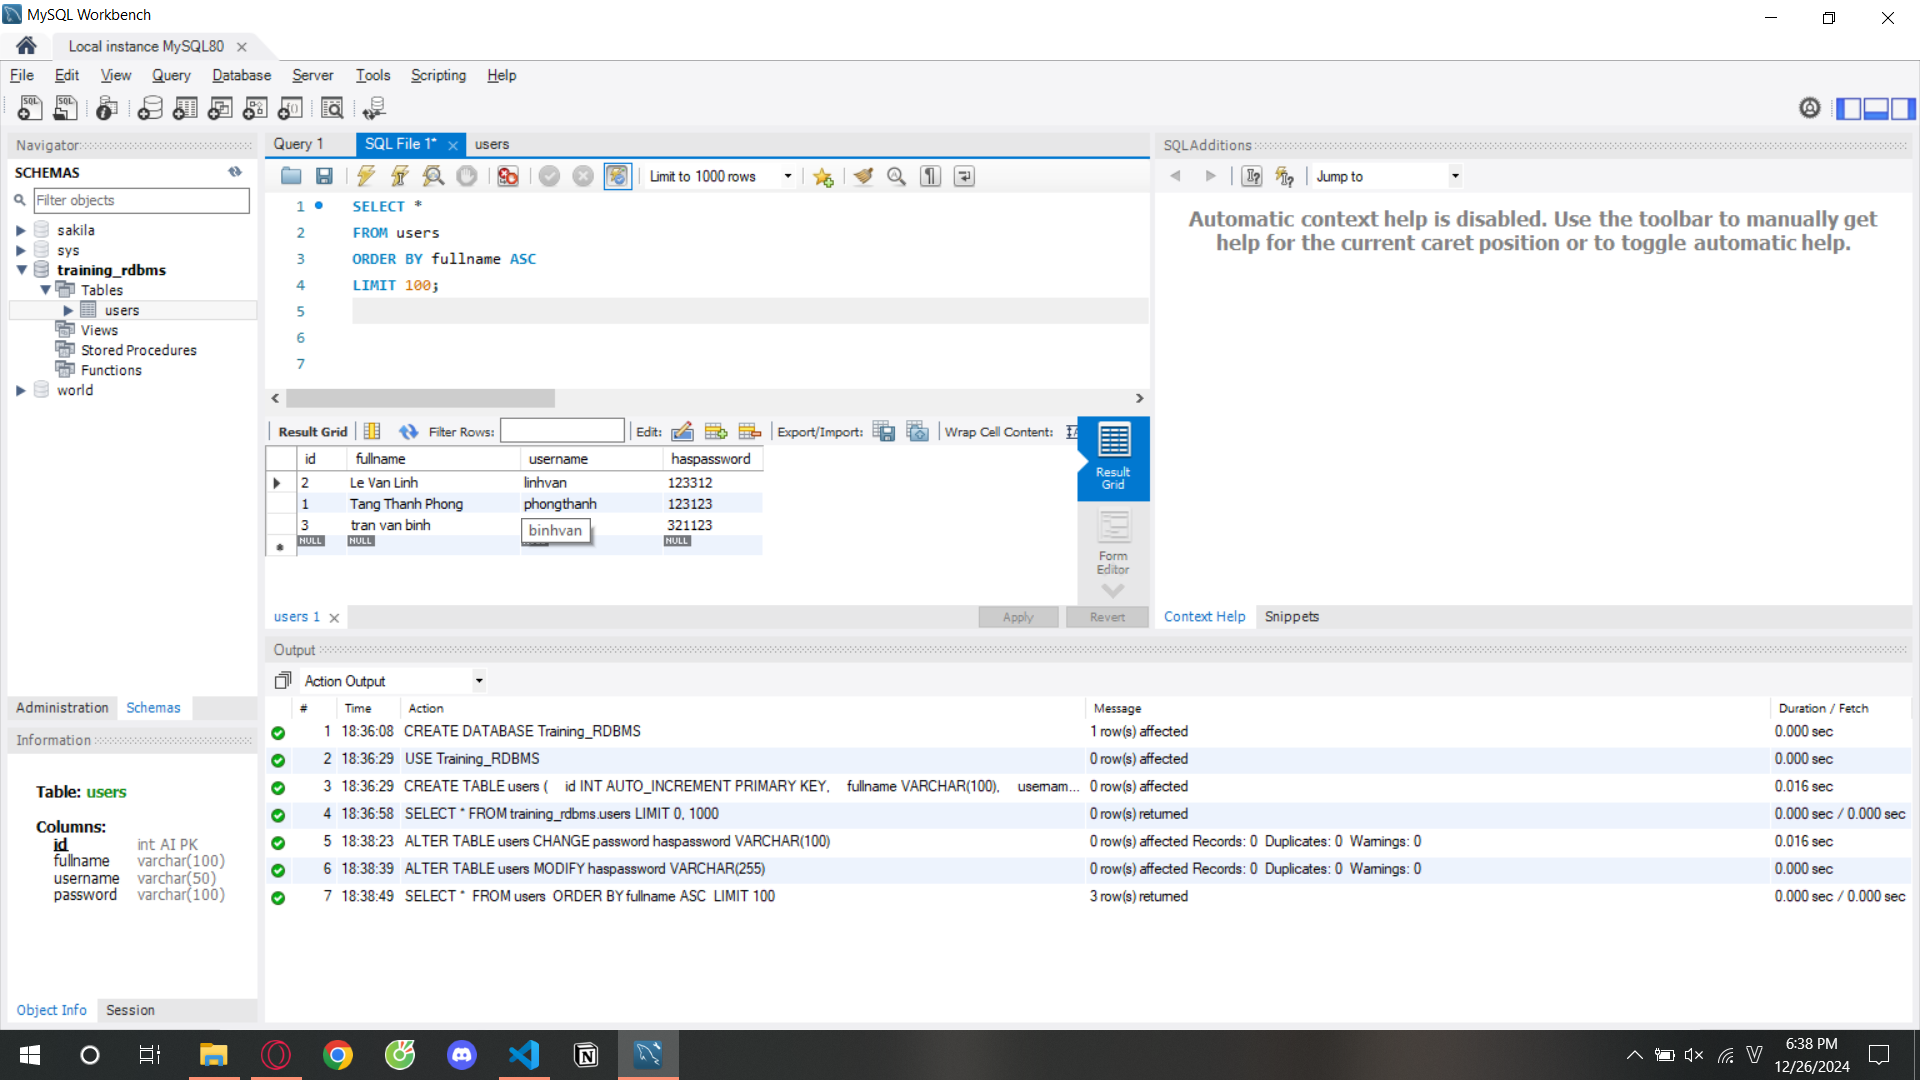 MySQL Workbench
Local instance MySQL80
File Edit View Query Database Server Tools Scripting Help
Navigator
SCHEMAS
Filter objects
sakila
sys
training_rdbms
Tables
users
Views
Stored Procedures
Functions
world
Administration Schemas
Information
Table: users
Columns:
id int AI PK
fullname varchar(100)
username varchar(50)
password varchar(100)
Object Info Session
Query 1 SQL File 1* users
Limit to 1000 rows
1 SELECT *
2 FROM users
3 ORDER BY fullname ASC
4 LIMIT 100;
5
6
7
Result Grid Filter Rows: Edit: Export/Import: Wrap Cell Content:
id fullname username haspassword
2 Le Van Linh linhvan 123312
1 Tang Thanh Phong phongthanh 123123
3 tran van binh binhvan 321123
NULL NULL NULL NULL
Result Grid
Form Editor
users 1
Apply Revert
SQLAdditions
Jump to
Automatic context help is disabled. Use the toolbar to manually get
help for the current caret position or to toggle automatic help.
Context Help Snippets
Output
Action Output
# Time Action Message Duration / Fetch
1 18:36:08 CREATE DATABASE Training_RDBMS 1 row(s) affected 0.000 sec
2 18:36:29 USE Training_RDBMS 0 row(s) affected 0.000 sec
3 18:36:29 CREATE TABLE users ( id INT AUTO_INCREMENT PRIMARY KEY, fullname VARCHAR(100), usernam... 0 row(s) affected 0.016 sec
4 18:36:58 SELECT * FROM training_rdbms.users LIMIT 0, 1000 0 row(s) returned 0.000 sec / 0.000 sec
5 18:38:23 ALTER TABLE users CHANGE password haspassword VARCHAR(100) 0 row(s) affected Records: 0 Duplicates: 0 Warnings: 0 0.016 sec
6 18:38:39 ALTER TABLE users MODIFY haspassword VARCHAR(255) 0 row(s) affected Records: 0 Duplicates: 0 Warnings: 0 0.000 sec
7 18:38:49 SELECT * FROM users ORDER BY fullname ASC LIMIT 100 3 row(s) returned 0.000 sec / 0.000 sec
V
6:38 PM
12/26/2024